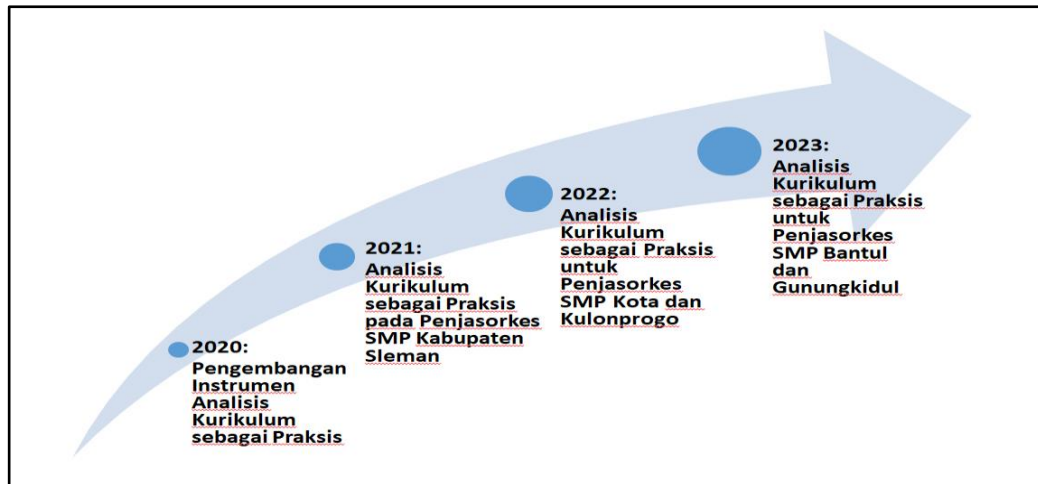 2020:
Pengembangan
Instrumen
Analisis
Kurikulum
sebagai Praksis
2021:
Analisis
Kurikulum
sebagai Praksis
pada Penjasorkes
SMP Kabupaten
Sleman
2022:
Analisis
Kurikulum
sebagai Praksis
untuk
Penjasorkes
SMP Kota dan
Kulonprogo
2023:
Analisis
Kurikulum
sebagai Praksis
untuk
Penjasorkes
SMP Bantul
dan
Gunungkidul